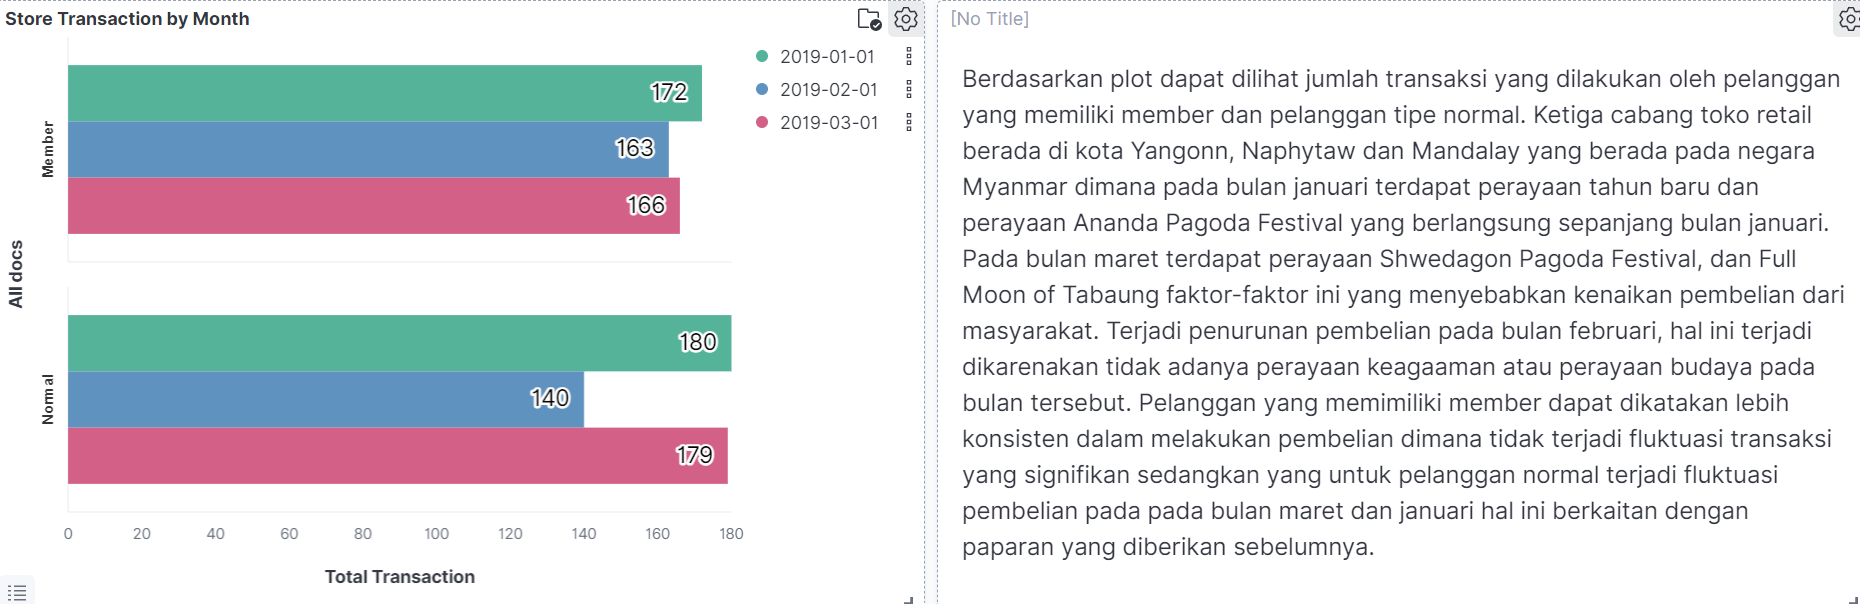 Store Transaction by Month
2019-01-01
2019-02-01
2019-03-01
All docs
Member
172
163
166
Normal
180
140
179
0 20 40 60 80 100 120 140 160 180
Total Transaction
[No Title]
Berdasarkan plot dapat dilihat jumlah transaksi yang dilakukan oleh pelanggan
yang memiliki member dan pelanggan tipe normal. Ketiga cabang toko retail
berada di kota Yangonn, Naphytaw dan Mandalay yang berada pada negara
Myanmar dimana pada bulan januari terdapat perayaan tahun baru dan
perayaan Ananda Pagoda Festival yang berlangsung sepanjang bulan januari.
Pada bulan maret terdapat perayaan Shwedagon Pagoda Festival, dan Full
Moon of Tabaung faktor-faktor ini yang menyebabkan kenaikan pembelian dari
masyarakat. Terjadi penurunan pembelian pada bulan februari, hal ini terjadi
dikarenakan tidak adanya perayaan keagaaman atau perayaan budaya pada
bulan tersebut. Pelanggan yang memimiliki member dapat dikatakan lebih
konsisten dalam melakukan pembelian dimana tidak terjadi fluktuasi transaksi
yang signifikan sedangkan yang untuk pelanggan normal terjadi fluktuasi
pembelian pada pada bulan maret dan januari hal ini berkaitan dengan
paparan yang diberikan sebelumnya.